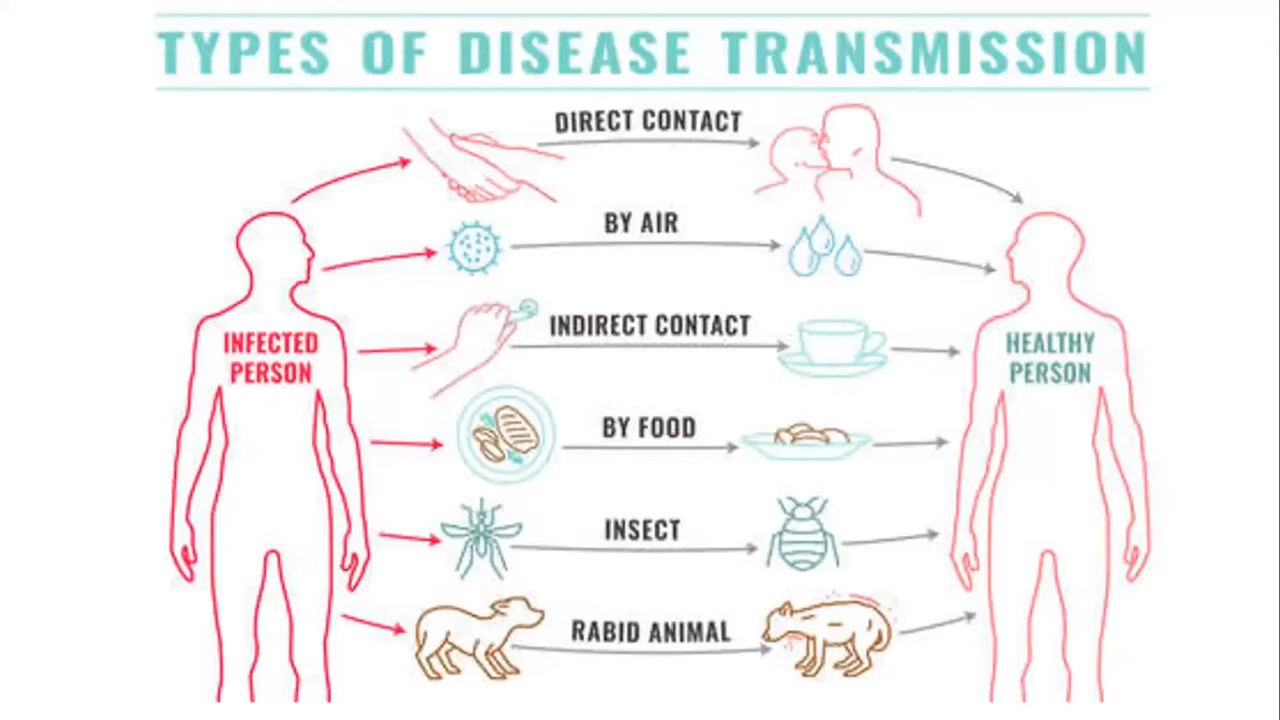 TYPES OF DISEASE TRANSMISSION
DIRECT CONTACT
BY AIR
INDIRECT CONTACT
INFECTED
PERSON
HEALTHY
PERSON
BY FOOD
INSECT
RABID ANIMAL